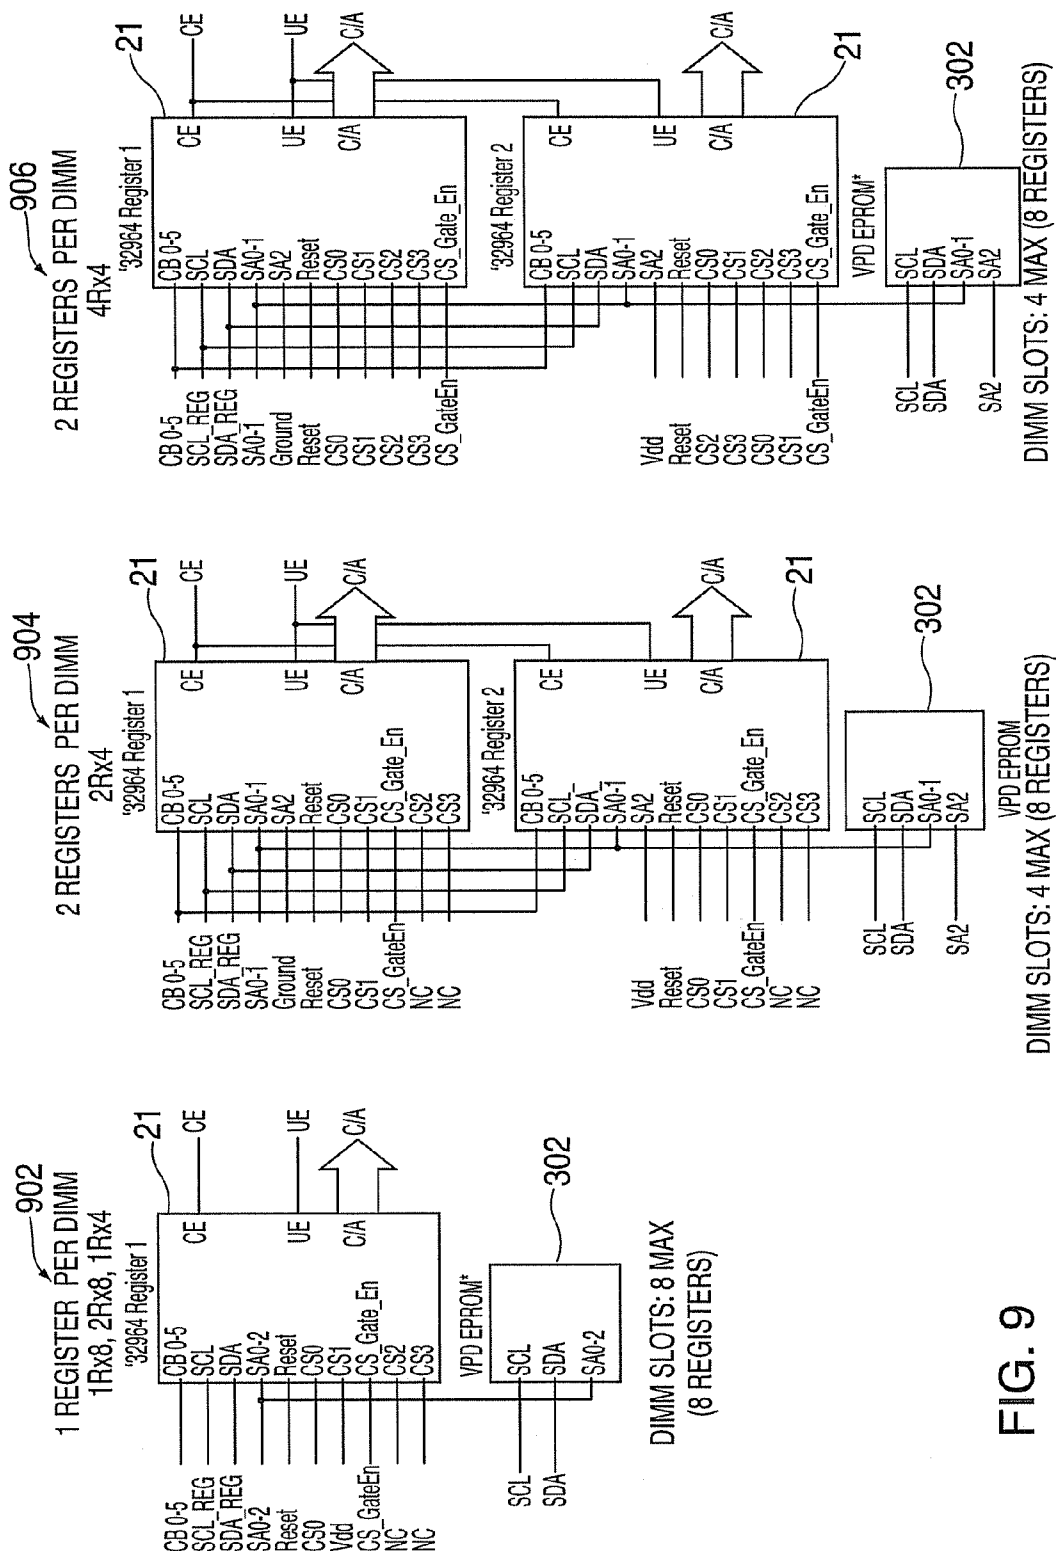 902
1 REGISTER PER DIMM
1Rx8, 2Rx8, 1Rx4
'32964 Register 1
21
CB 0-5
SCL_REG
SDA_REG
SA0-2
Reset
CS0
Vdd
CS_GateEn
NC
NC
CB 0-5
SCL
SDA
SA0-2
Reset
CS0
CS1
CS_Gate_En
CS2
CS3
CE
UE
C/A
CE
UE
C/A
VPD EPROM*
302
SCL
SDA
SCL
SDA
SA0-2
DIMM SLOTS: 8 MAX
(8 REGISTERS)
904
2 REGISTERS PER DIMM
2Rx4
'32964 Register 1
21
CB 0-5
SCL_REG
SDA_REG
SA0-1
Ground
Reset
CS0
CS1
CS_GateEn
NC
NC
CB 0-5
SCL
SDA
SA0-1
SA2
Reset
CS0
CS1
CS_Gate_En
CS2
CS3
CE
UE
C/A
CE
UE
C/A
'32964 Register 2
21
Vdd
Reset
CS0
CS1
CS_GateEn
NC
NC
CB 0-5
SCL_
SDA_
SA0-1
SA2
Reset
CS0
CS1
CS_Gate_En
CS2
CS3
CE
UE
C/A
C/A
302
SCL
SDA
SA2
SCL
SDA
SA0-1
SA2
VPD EPROM
DIMM SLOTS: 4 MAX (8 REGISTERS)
906
2 REGISTERS PER DIMM
4Rx4
'32964 Register 1
21
CB 0-5
SCL_REG
SDA_REG
SA0-1
Ground
Reset
CS0
CS1
CS2
CS3
CS_GateEn
CB 0-5
SCL
SDA
SA0-1
SA2
Reset
CS0
CS1
CS2
CS3
CS_Gate_En
CE
UE
C/A
CE
UE
C/A
'32964 Register 2
21
Vdd
Reset
CS2
CS3
CS0
CS1
CS_GateEn
CB 0-5
SCL
SDA
SA0-1
SA2
Reset
CS0
CS1
CS2
CS3
CS_Gate_En
CE
UE
C/A
C/A
VPD EPROM*
302
SCL
SDA
SA2
SCL
SDA
SA0-1
SA2
DIMM SLOTS: 4 MAX (8 REGISTERS)
FIG. 9